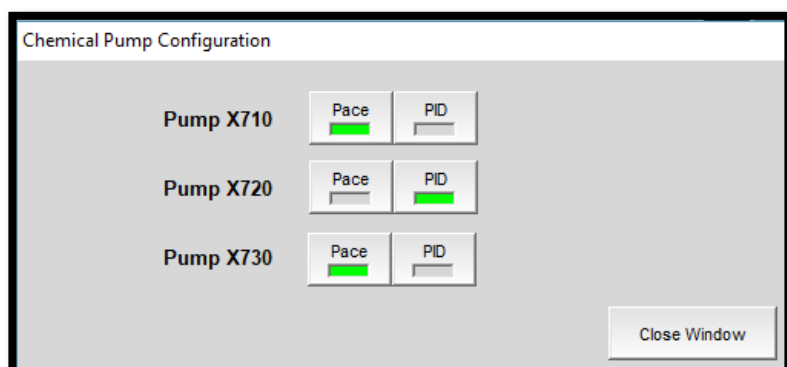 Chemical Pump Configuration
Pump X710 Pace PID
Pump X720 Pace PID
Pump X730 Pace PID
Close Window